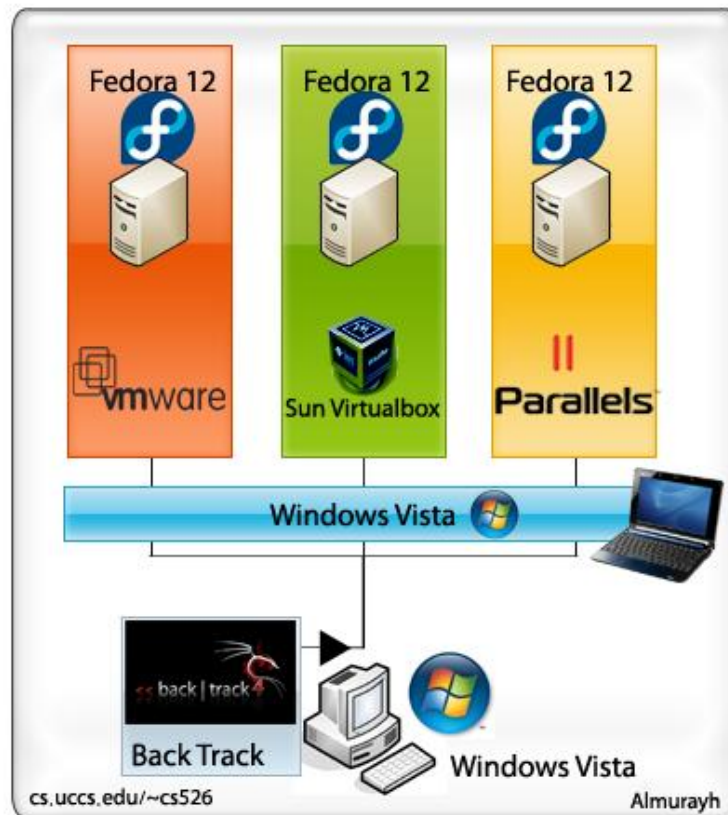 Fedora 12
Fedora 12
Fedora 12
vmware
Sun Virtualbox
Parallels
Windows Vista
<< back | track 4
Back Track
Windows Vista
cs.uccs.edu/~cs526
Almurayh